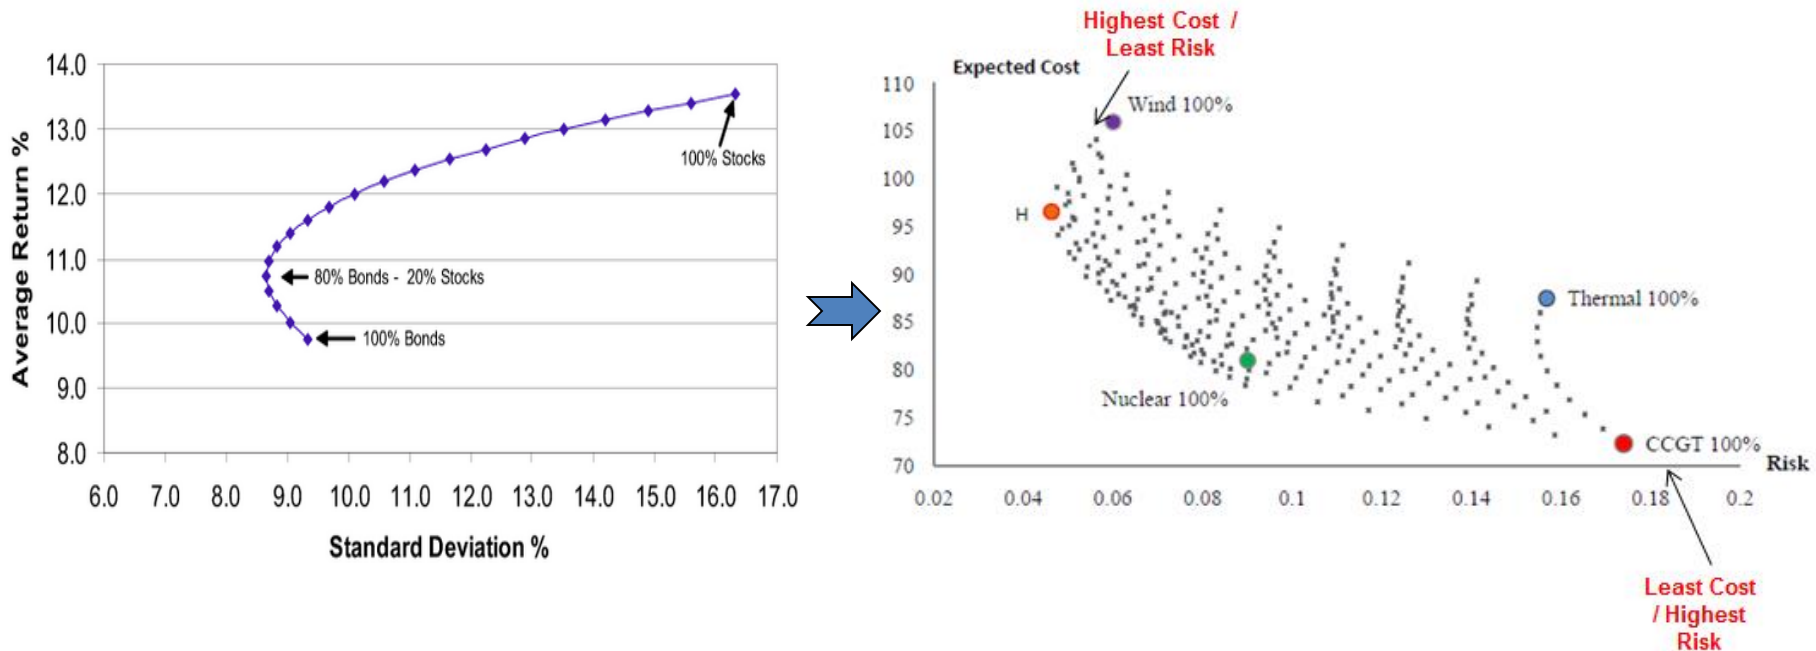 14.0
13.0
12.0
11.0
10.0
9.0
8.0
Average Return %
100% Stocks
80% Bonds - 20% Stocks
100% Bonds
6.0 7.0 8.0 9.0 10.0 11.0 12.0 13.0 14.0 15.0 16.0 17.0
Standard Deviation %
Highest Cost /
Least Risk
Expected Cost
110
105
100
95
90
85
80
75
70
Wind 100%
H
Thermal 100%
Nuclear 100%
CCGT 100%
Risk
0.02 0.04 0.06 0.08 0.1 0.12 0.14 0.16 0.18 0.2
Least Cost
/ Highest
Risk